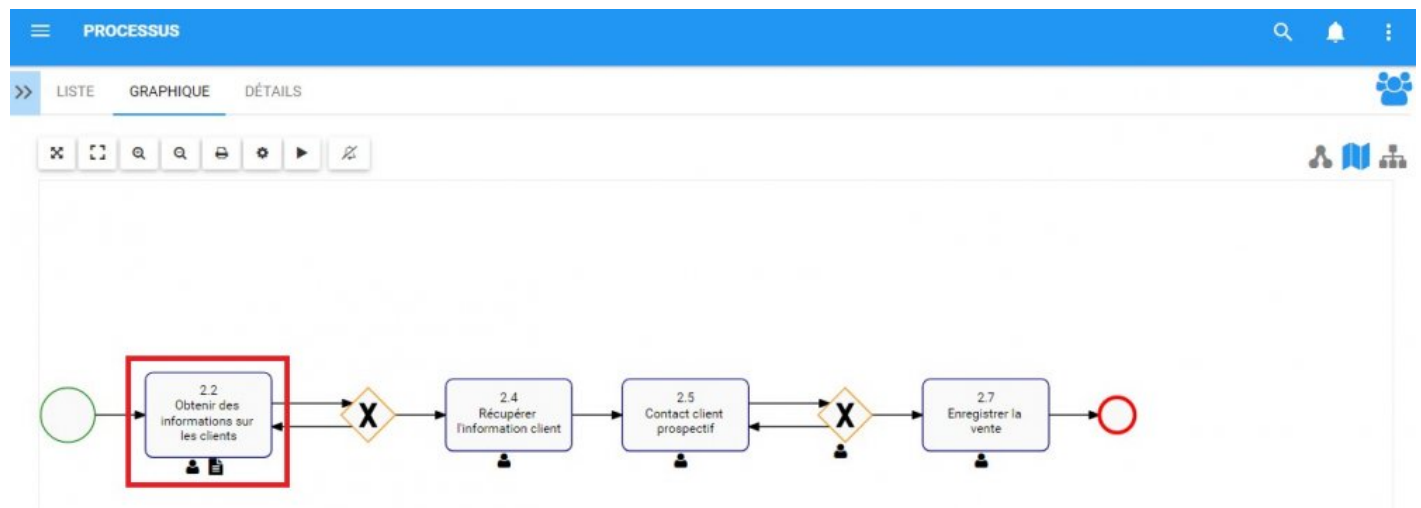 PROCESSUS
LISTE GRAPHIQUE DÉTAILS
2.2
Obtenir des
informations sur
les clients
X
2.4
Récupérer
l'information client
2.5
Contact client
prospectif
X
2.7
Enregistrer la
vente